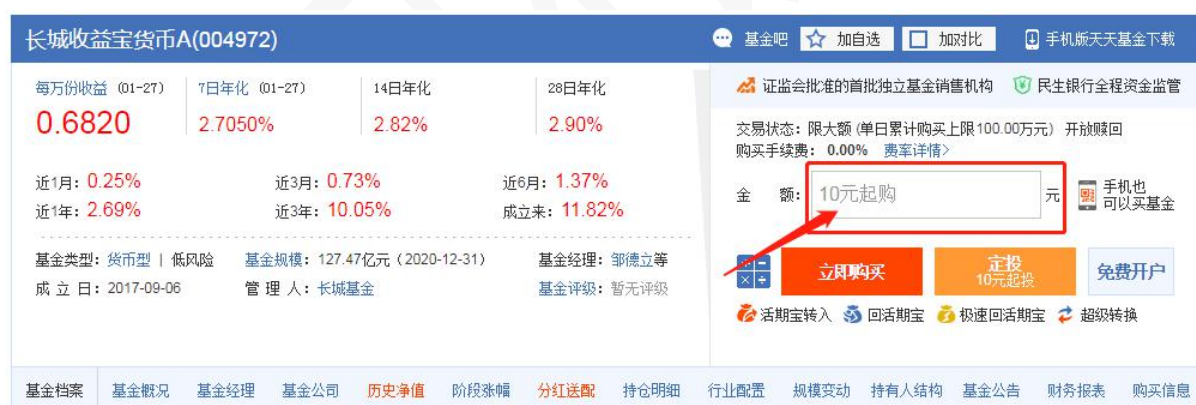 长城收益宝货币A(004972) 基金吧 加自选 加对比 手机版天天基金下载
每万份收益 (01-27) 7日年化 (01-27) 14日年化 28日年化
0.6820 2.7050% 2.82% 2.90%
近1月: 0.25% 近3月: 0.73% 近6月: 1.37%
近1年: 2.69% 近3年: 10.05% 成立来: 11.82%
基金类型: 货币型 | 低风险 基金规模: 127.47亿元 (2020-12-31) 基金经理: 邹德立等
成 立 日: 2017-09-06 管 理 人: 长城基金 基金评级: 暂无评级
证监会批准的首批独立基金销售机构 民生银行全程资金监管
交易状态: 限大额 (单日累计购买上限100.00万元) 开放赎回
购买手续费: 0.00% 费率详情>
金 额: 10元起购 元 手机也
可以买基金
立即购买 定投 免费开户
10元起投
活期宝转入 回活期宝 极速回活期宝 超级转换
基金档案 基金概况 基金经理 基金公司 历史净值 阶段涨幅 分红送配 持仓明细 行业配置 规模变动 持有人结构 基金公告 财务报表 购买信息